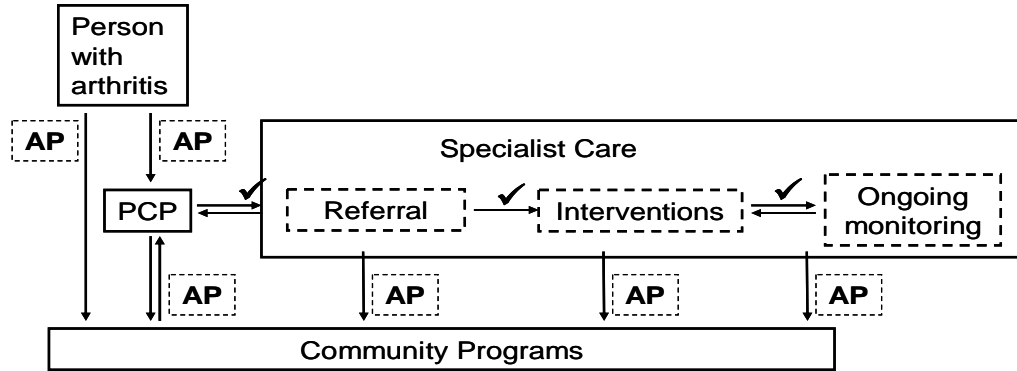 Person
with
arthritis
AP
AP
Specialist Care
PCP
Referral
Interventions
Ongoing
monitoring
AP
AP
AP
AP
Community Programs